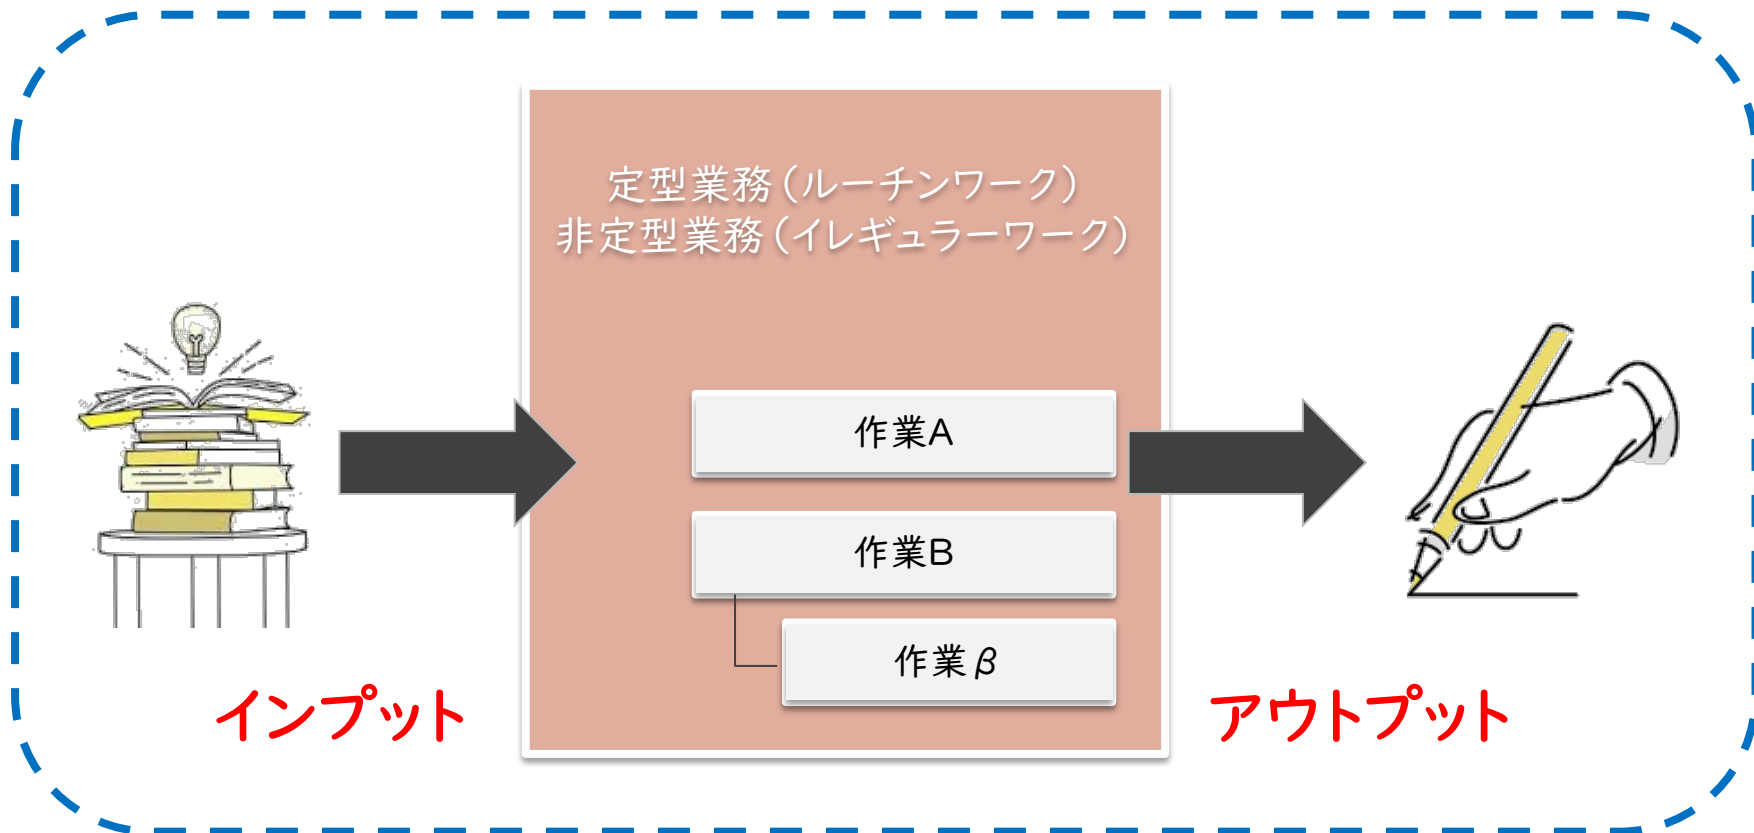 定型業務(ルーチンワーク)
非定型業務(イレギュラーワーク)
作業A
作業B
作業β
インプット
アウトプット